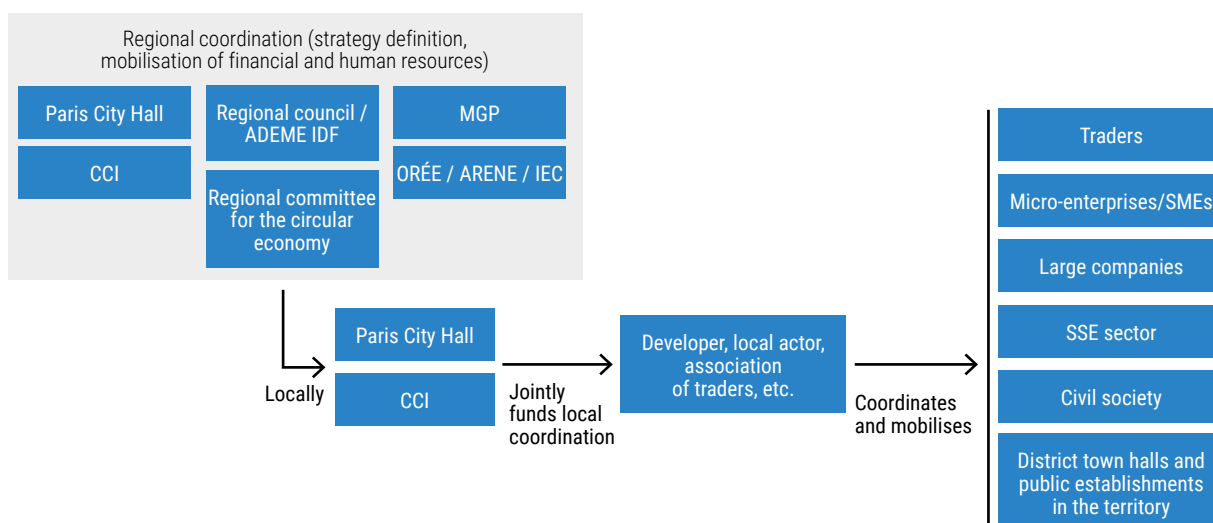 Regional coordination (strategy definition,
mobilisation of financial and human resources)
Paris City Hall
Regional council /
ADEME IDF
MGP
CCI
Regional committee
for the circular
economy
ORÉE / ARENE / IEC
Locally
Paris City Hall
CCI
Jointly
funds local
coordination
Developer, local actor,
association
of traders, etc.
Coordinates
and mobilises
Traders
Micro-enterprises/SMEs
Large companies
SSE sector
Civil society
District town halls and
public establishments
in the territory